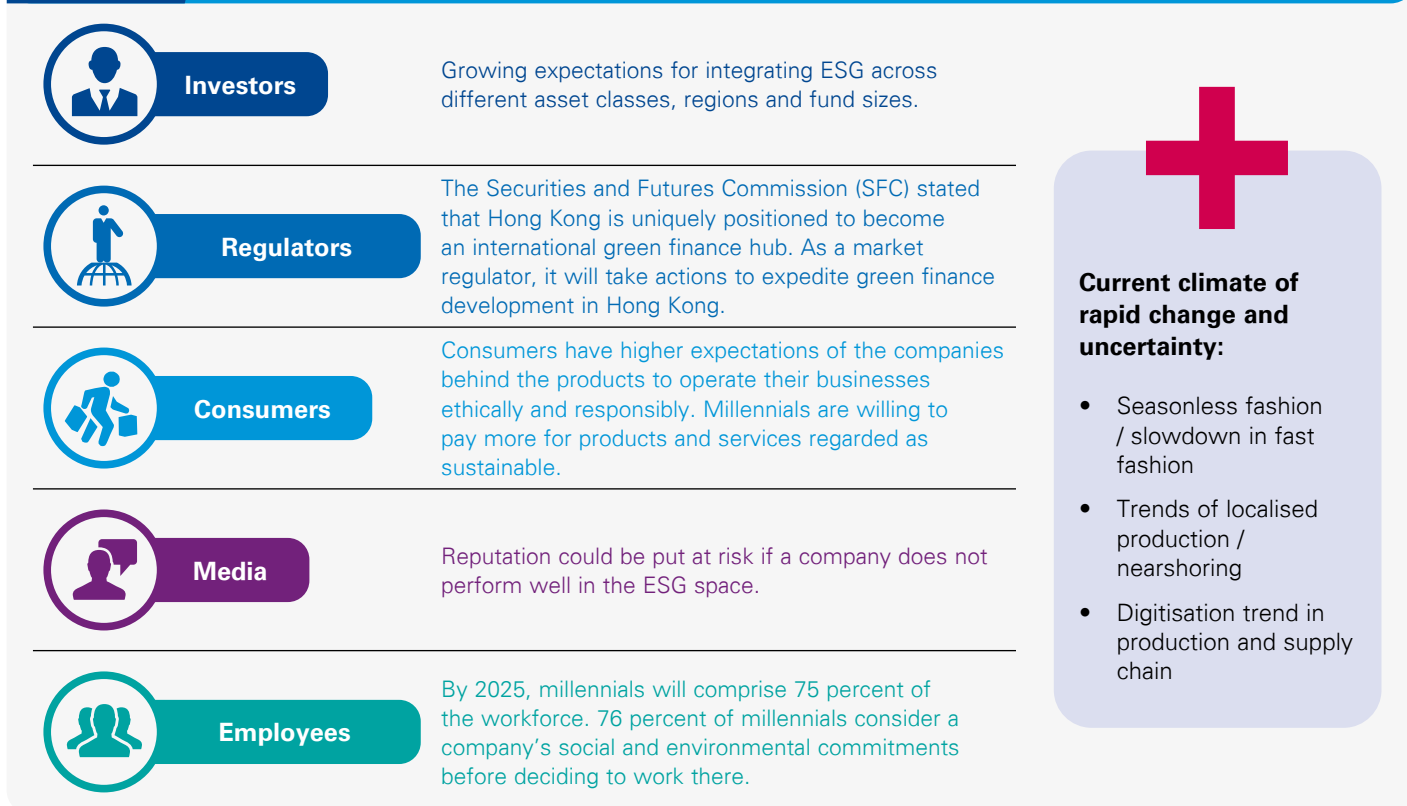 Investors
Growing expectations for integrating ESG across
different asset classes, regions and fund sizes.
Regulators
The Securities and Futures Commission (SFC) stated
that Hong Kong is uniquely positioned to become
an international green finance hub. As a market
regulator, it will take actions to expedite green finance
development in Hong Kong.
Consumers
Consumers have higher expectations of the companies
behind the products to operate their businesses
ethically and responsibly. Millennials are willing to
pay more for products and services regarded as
sustainable.
Media
Reputation could be put at risk if a company does not
perform well in the ESG space.
Employees
By 2025, millennials will comprise 75 percent of
the workforce. 76 percent of millennials consider a
company's social and environmental commitments
before deciding to work there.
Current climate of
rapid change and
uncertainty:
• Seasonless fashion
/ slowdown in fast
fashion
• Trends of localised
production /
nearshoring
• Digitisation trend in
production and supply
chain